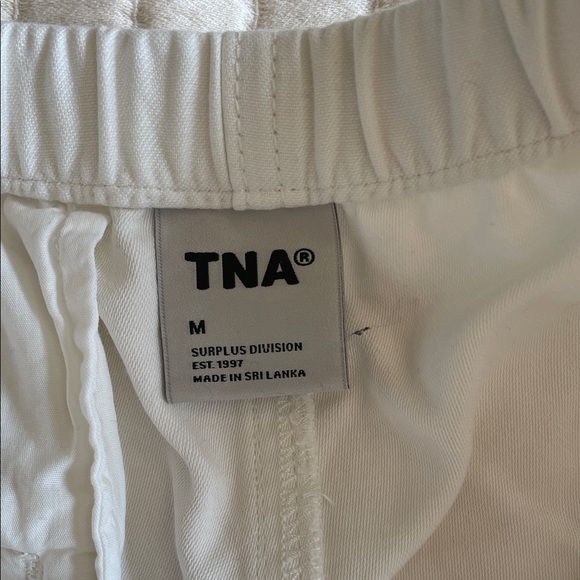 TNA®
M
SURPLUS DIVISION
EST. 1997
MADE IN SRI LANKA